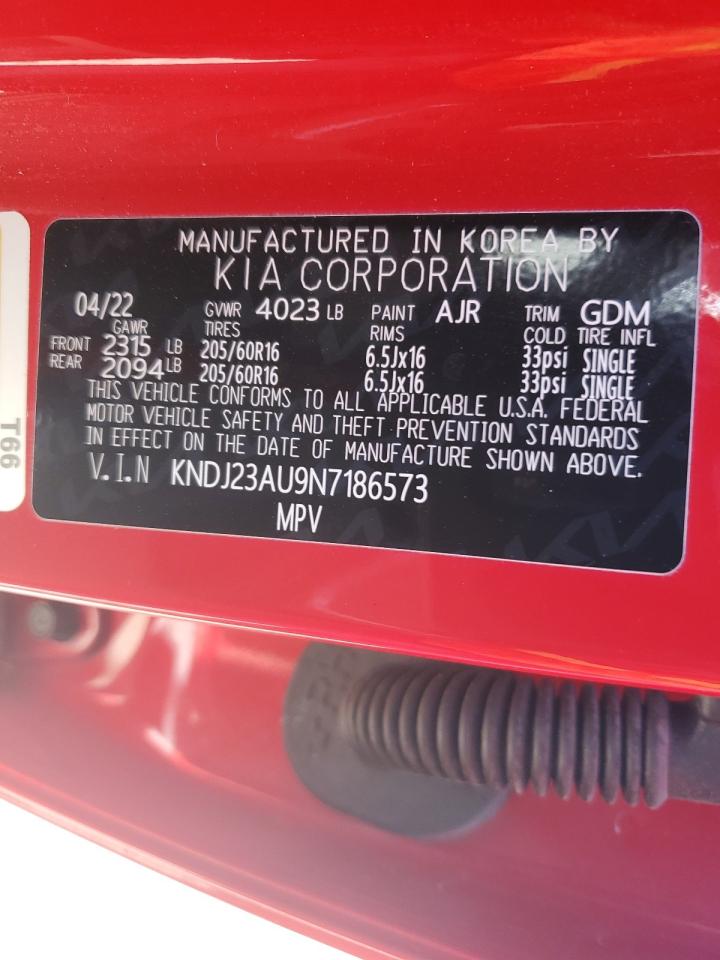 MANUFACTURED IN KOREA BY
KIA CORPORATION
04/22 GVWR 4023 LB PAINT AJR TRIM GDM
GAWR TIRES RIMS COLD TIRE INFL
FRONT 2315 LB 205/60R16 6.5Jx16 33psi SINGLE
REAR 2094 LB 205/60R16 6.5Jx16 33psi SINGLE
THIS VEHICLE CONFORMS TO ALL APPLICABLE U.S.A. FEDERAL
MOTOR VEHICLE SAFETY AND THEFT PREVENTION STANDARDS
IN EFFECT ON THE DATE OF MANUFACTURE SHOWN ABOVE.
V.I.N KNDJ23AU9N7186573
MPV
T66